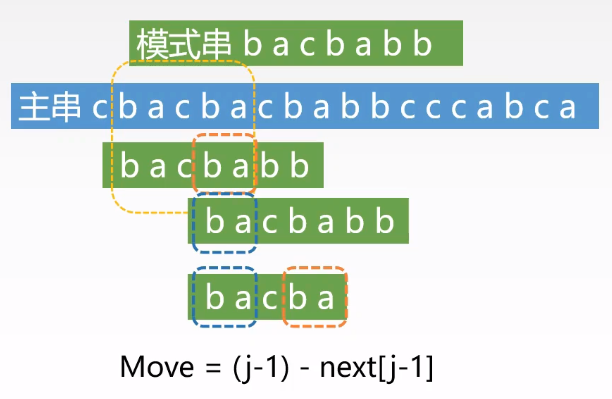 模式串 b a c b a b b
主串 c b a c b a c b a b b c c c a b c a
b a c b a b b
b a c b a b b
b a c b a
Move = (j-1) - next[j-1]